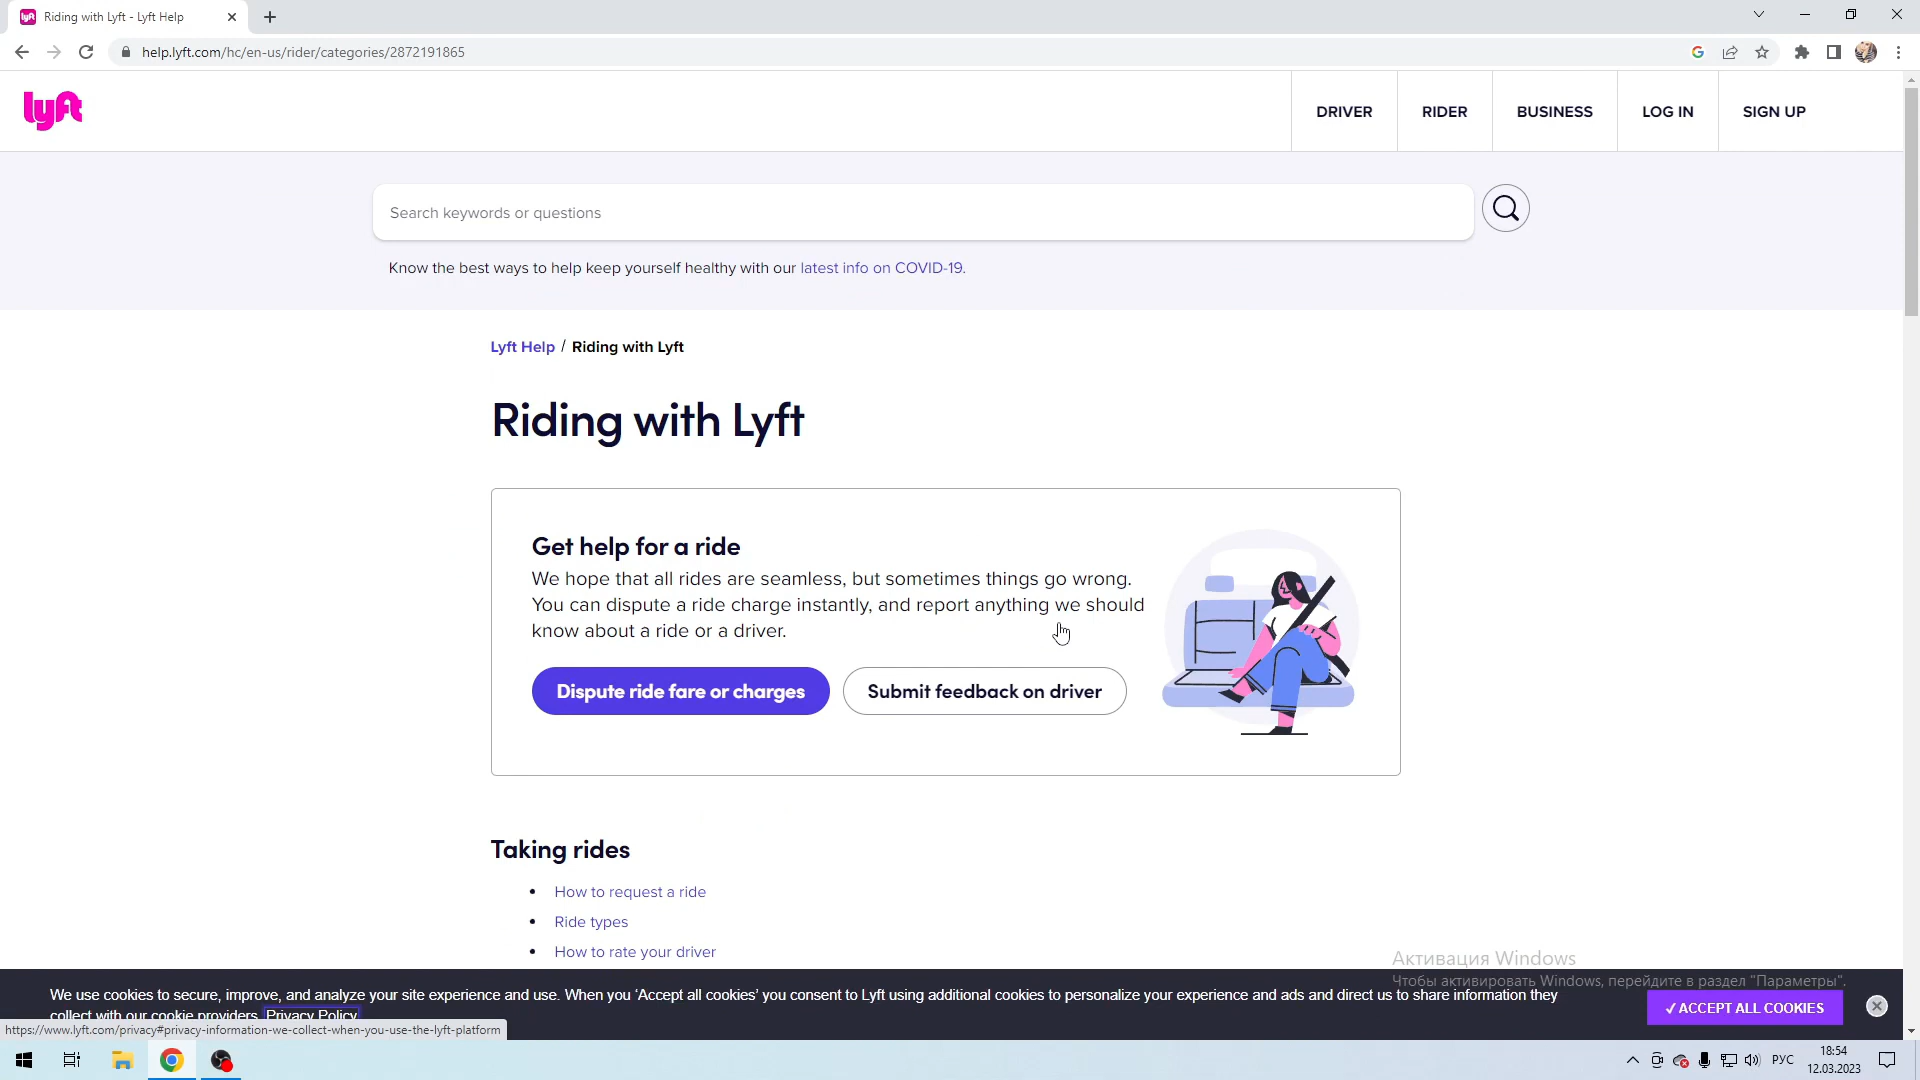 Riding with Lyft - Lyft Help
help.lyft.com/hc/en-us/rider/categories/2872191865
lyft
DRIVER
RIDER
BUSINESS
LOG IN
SIGN UP
Search keywords or questions
Know the best ways to help keep yourself healthy with our latest info on COVID-19.
Lyft Help / Riding with Lyft
Riding with Lyft
Get help for a ride
We hope that all rides are seamless, but sometimes things go wrong.
You can dispute a ride charge instantly, and report anything we should
know about a ride or a driver.
Dispute ride fare or charges
Submit feedback on driver
Taking rides
• How to request a ride
• Ride types
• How to rate your driver
Активация Windows
Чтобы активировать Windows, перейдите в раздел "Параметры".
We use cookies to secure, improve, and analyze your site experience and use. When you ‘Accept all cookies’ you consent to Lyft using additional cookies to personalize your experience and ads and direct us to share information they
collect with our cookie providers. Privacy Policy
✓ ACCEPT ALL COOKIES
https://www.lyft.com/privacy#privacy-information-we-collect-when-you-use-the-lyft-platform
РУС
18:54
12.03.2023